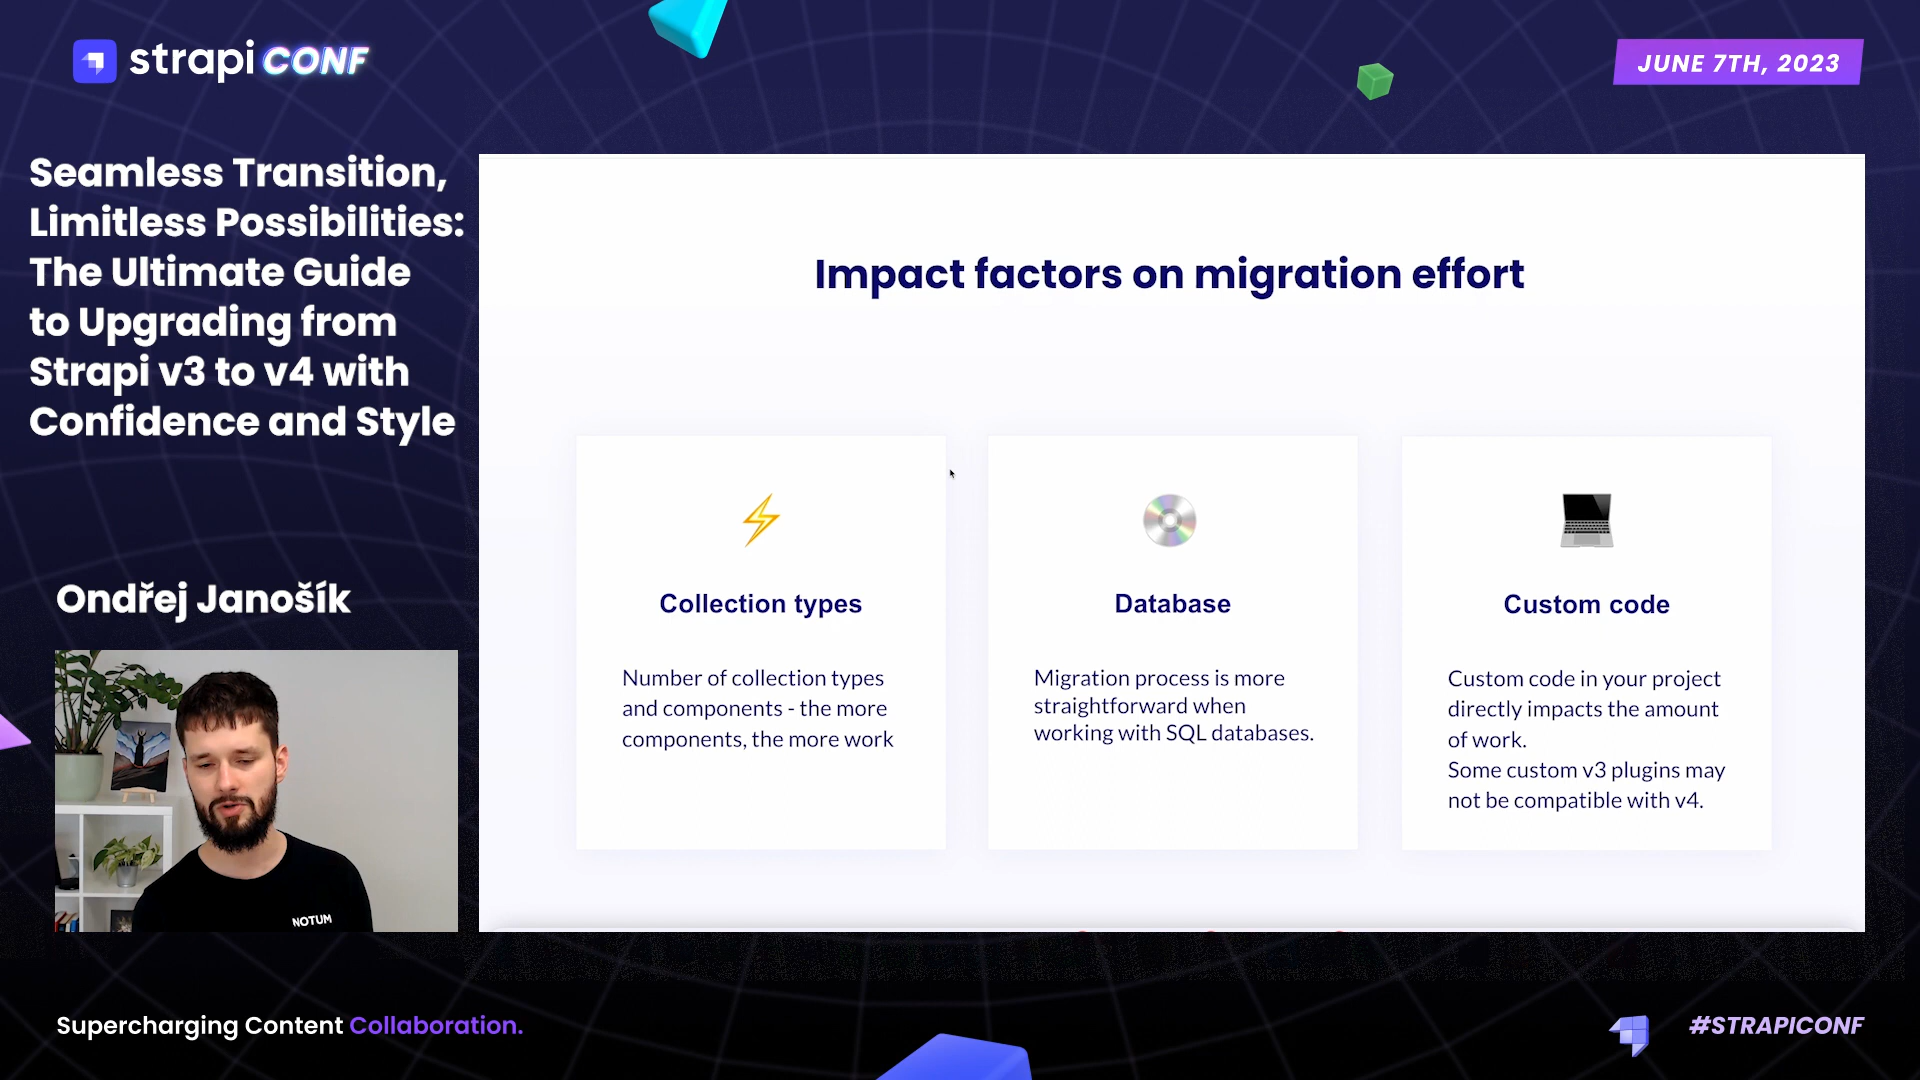 strapi CONF
JUNE 7TH, 2023
Seamless Transition,
Limitless Possibilities:
The Ultimate Guide
to Upgrading from
Strapi v3 to v4 with
Confidence and Style
Ondřej Janošík
NOTUM
Impact factors on migration effort
Collection types
Number of collection types
and components - the more
components, the more work
Database
Migration process is more
straightforward when
working with SQL databases.
Custom code
Custom code in your project
directly impacts the amount
of work.
Some custom v3 plugins may
not be compatible with v4.
Supercharging Content Collaboration.
#STRAPICONF